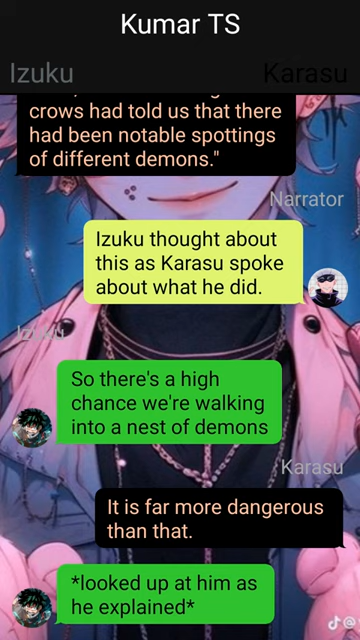 Kumar TS
Izuku
Karasu
crows had told us that there
had been notable spottings
of different demons."
Narrator
Izuku thought about
this as Karasu spoke
about what he did.
Izuku
So there's a high
chance we're walking
into a nest of demons
Karasu
It is far more dangerous
than that.
*looked up at him as
he explained*
@